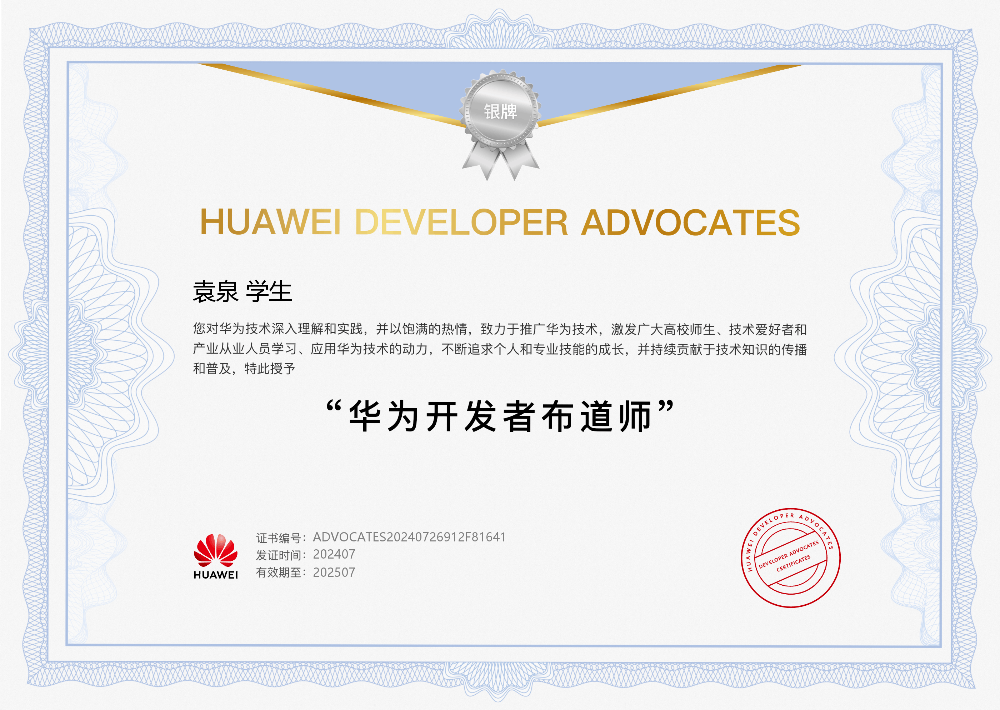 银牌
HUAWEI DEVELOPER ADVOCATES
袁泉 学生
您对华为技术深入理解和实践，并以饱满的热情，致力于推广华为技术，激发广大高校师生、技术爱好者和
产业从业人员学习、应用华为技术的动力，不断追求个人和专业技能的成长，并持续贡献于技术知识的传播
和普及，特此授予
“华为开发者布道师”
HUAWEI
证书编号：ADVOCATES20240726912F81641
发证时间：202407
有效期至：202507
HUAWEI DEVELOPER ADVOCATES
DEVELOPER ADVOCATES
CERTIFICATES